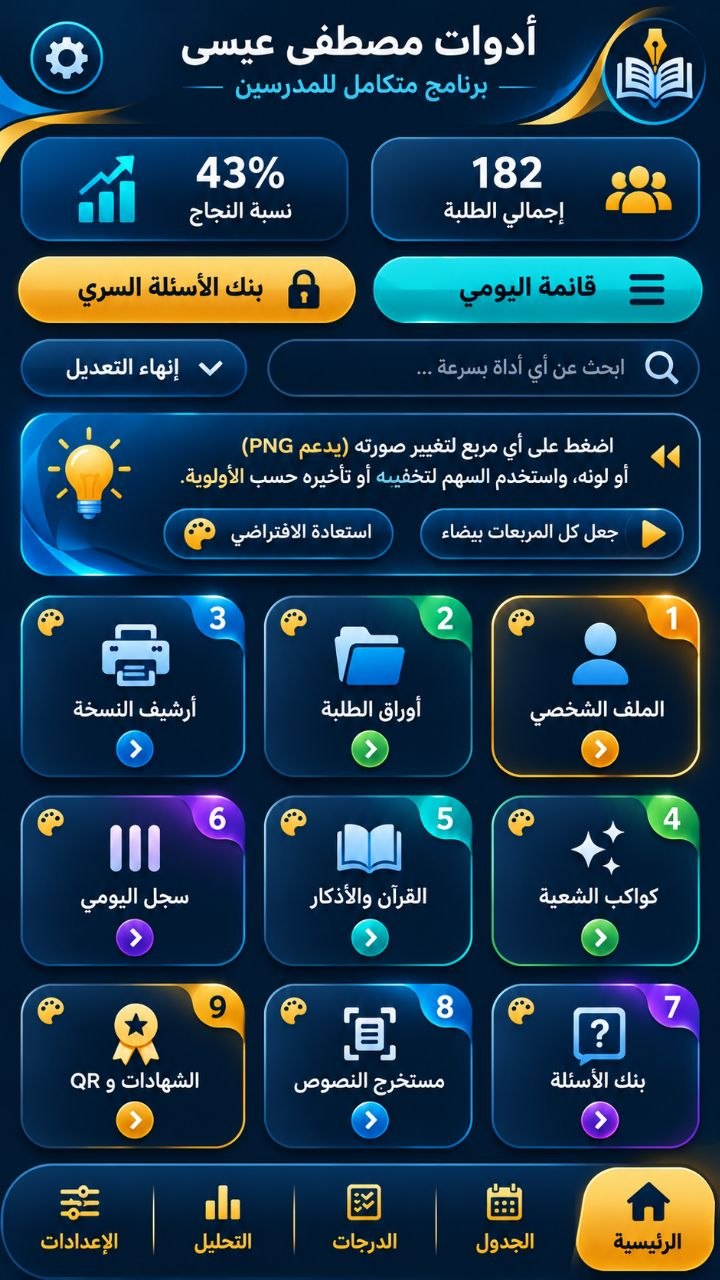 أدوات مصطفى عيسى
برنامج متكامل للمدرسين
182
إجمالي الطلبة
43%
نسبة النجاح
قائمة اليومي
بنك الأسئلة السري
ابحث عن أي أداة بسرعة ...
إنهاء التعديل
اضغط على أي مربع لتغيير صورته (يدعم PNG)
أو لونه، واستخدم السهم لتخفيبه أو تأخيره حسب الأولوية.
جعل كل المربعات بيضاء
استعادة الافتراضي
1
الملف الشخصي
2
أوراق الطلبة
3
أرشيف النسخة
4
كواكب الشعبية
5
القرآن والأذكار
6
سجل اليومي
7
بنك الأسئلة
?
8
مستخرج النصوص
9
الشهادات و QR
الرئيسية
الجدول
الدرجات
التحليل
الإعدادات